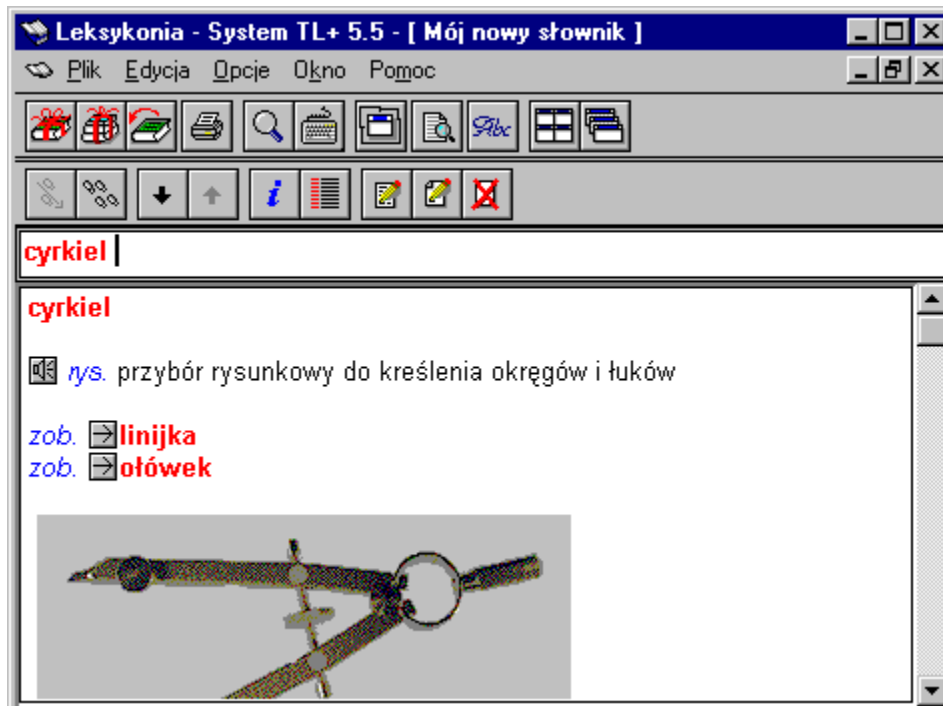 Leksykonia - System TL+ 5.5 - [ Mój nowy słownik ]
Plik Edycja Opcje Okno Pomoc
Abc
i
cyrkiel
cyrkiel
rys. przybór rysunkowy do kreślenia okręgów i łuków
zob. linijka
zob. ołówek